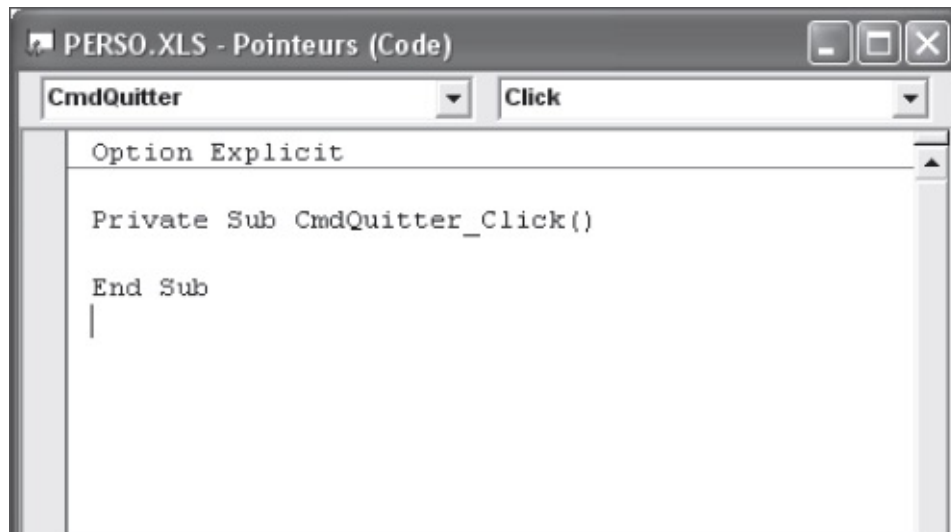 PERSO.XLS - Pointeurs (Code)
CmdQuitter Click
Option Explicit
Private Sub CmdQuitter_Click()
End Sub